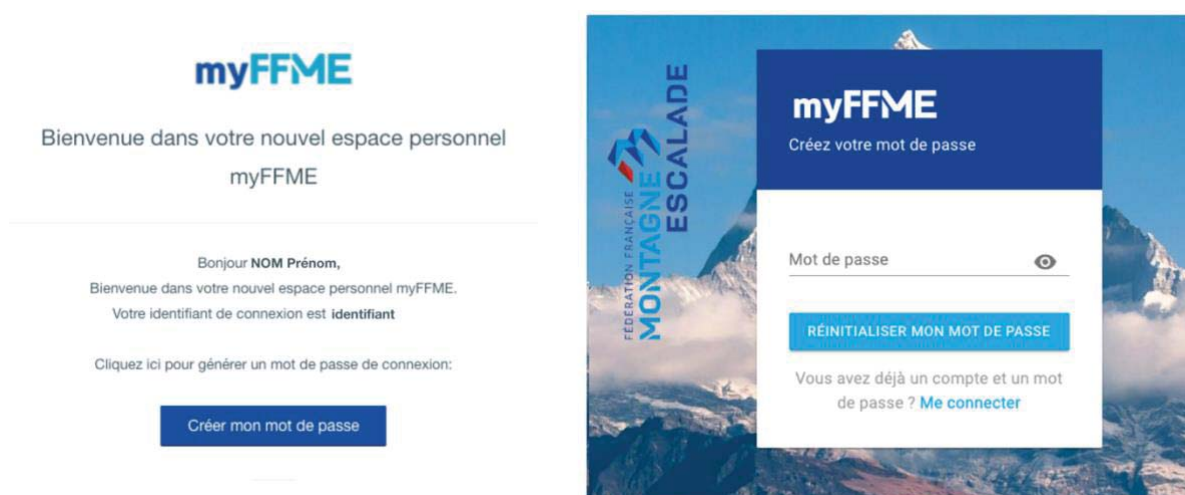 myFFME
Bienvenue dans votre nouvel espace personnel
myFFME
Bonjour NOM Prénom,
Bienvenue dans votre nouvel espace personnel myFFME.
Votre identifiant de connexion est identifiant
Cliquez ici pour générer un mot de passe de connexion:
Créer mon mot de passe
FÉDÉRATION FRANÇAISE
MONTAGNE
ESCALADE
myFFME
Créez votre mot de passe
Mot de passe
RÉINITIALISER MON MOT DE PASSE
Vous avez déjà un compte et un mot
de passe ? Me connecter